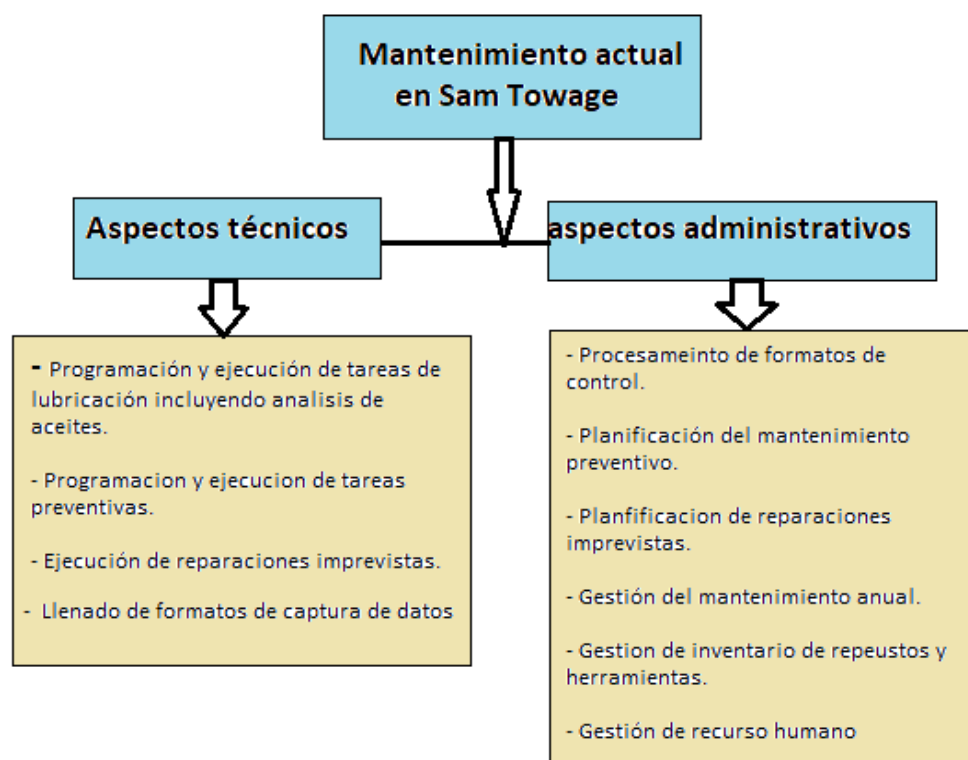 Mantenimiento actual
en Sam Towage
Aspectos técnicos
aspectos administrativos
- Programación y ejecución de tareas de
lubricación incluyendo analisis de
aceites.
- Programacion y ejecucion de tareas
preventivas.
- Ejecución de reparaciones imprevistas.
- Llenado de formatos de captura de datos
- Procesameinto de formatos de
control.
- Planificación del mantenimiento
preventivo.
- Planfificacion de reparaciones
imprevistas.
- Gestión del mantenimiento anual.
- Gestion de inventario de repeustos y
herramientas.
- Gestión de recurso humano